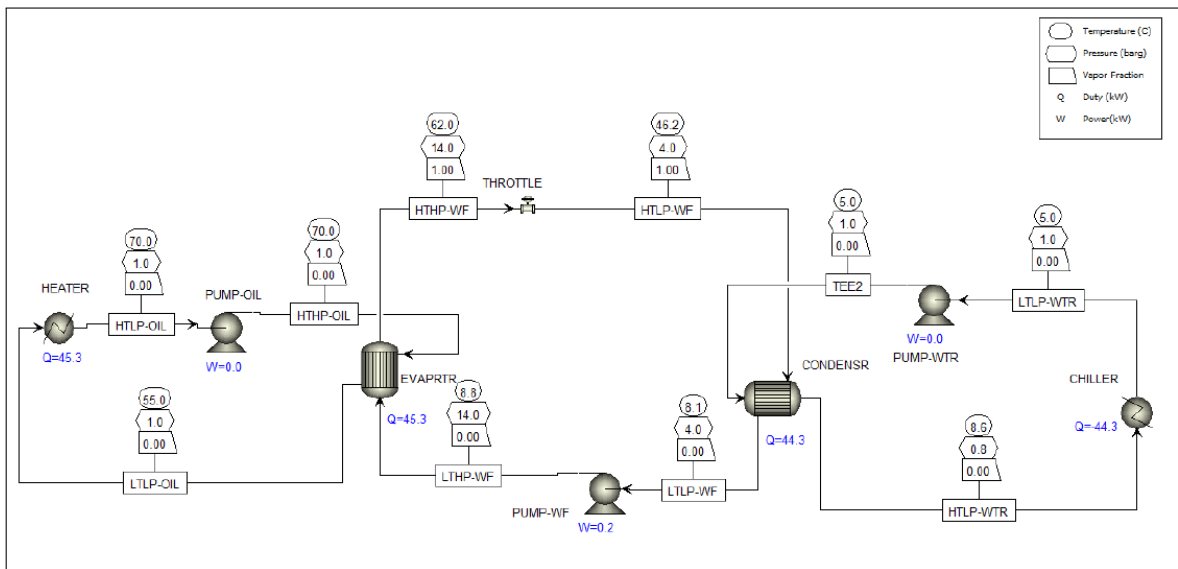 Temperature (C)
Pressure (barg)
Vapor Fraction
Q Duty (kW)
W Power(kW)
62.0
14.0
1.00
HTHP-WF
THROTTLE
46.2
4.0
1.00
HTLP-WF
5.0
1.0
0.00
TEE2
5.0
1.0
0.00
LTLP-WTR
W=0.0
PUMP-WTR
70.0
1.0
0.00
HTLP-OIL
HEATER
Q=45.3
PUMP-OIL
W=0.0
70.0
1.0
0.00
HTHP-OIL
EVAPRTR
Q=45.3
CONDENSR
Q=44.3
CHILLER
Q=-44.3
55.0
1.0
0.00
LTLP-OIL
8.8
14.0
0.00
LTHP-WF
PUMP-WF
W=0.2
8.1
4.0
0.00
LTLP-WF
8.6
0.8
0.00
HTLP-WTR